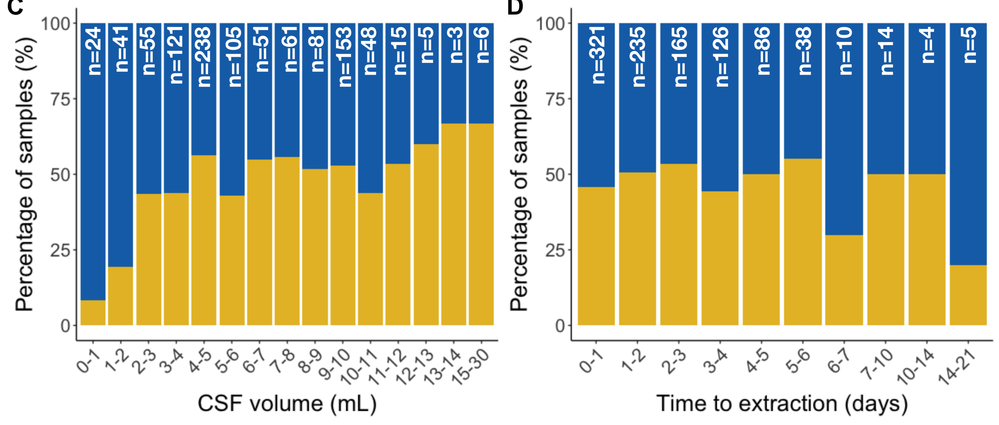 C
Percentage of samples (%)
100
75
50
25
0
n=24
n=41
n=55
n=121
n=238
n=105
n=51
n=61
n=81
n=153
n=48
n=15
n=5
n=3
n=6
0-1
1-2
2-3
3-4
4-5
5-6
6-7
7-8
8-9
9-10
10-11
11-12
12-13
13-14
15-30
CSF volume (mL)
D
Percentage of samples (%)
100
75
50
25
0
n=321
n=235
n=165
n=126
n=86
n=38
n=10
n=14
n=4
n=5
0-1
1-2
2-3
3-4
4-5
5-6
6-7
7-10
10-14
14-21
Time to extraction (days)